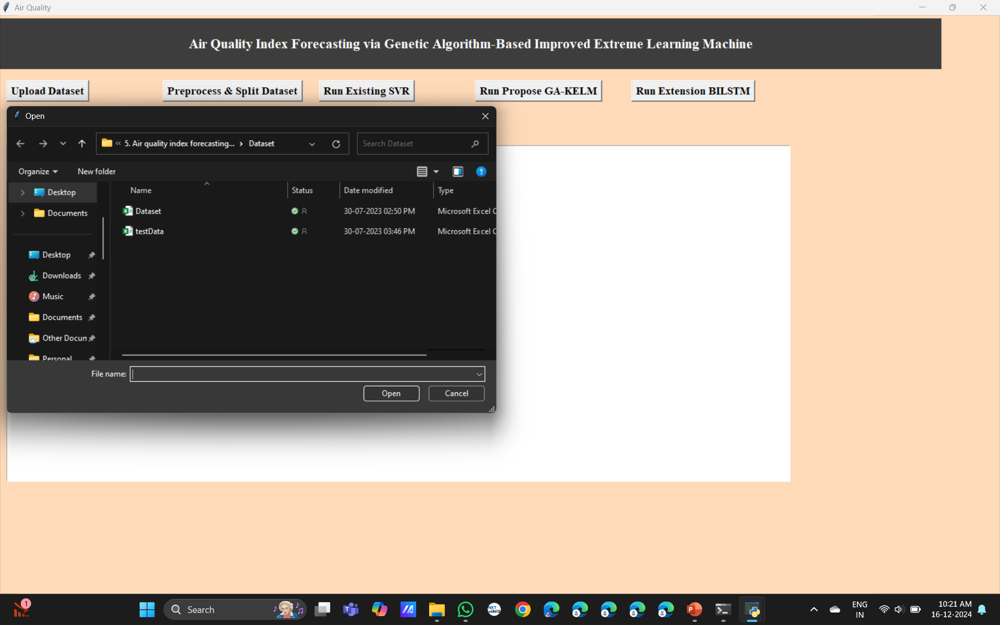 Air Quality
Air Quality Index Forecasting via Genetic Algorithm-Based Improved Extreme Learning Machine
Upload Dataset Preprocess & Split Dataset Run Existing SVR Run Propose GA-KELM Run Extension BILSTM
Open
« 5. Air quality index forecasting... › Dataset Search Dataset
Organize New folder
Name Status Date modified Type
Desktop
Documents
Dataset 30-07-2023 02:50 PM Microsoft Excel C
testData 30-07-2023 03:46 PM Microsoft Excel C
Desktop
Downloads
Music
Documents
Other Docum
Personal
File name:
Open Cancel
1
Search
NXT WAVE
ENG
IN
10:21 AM
16-12-2024